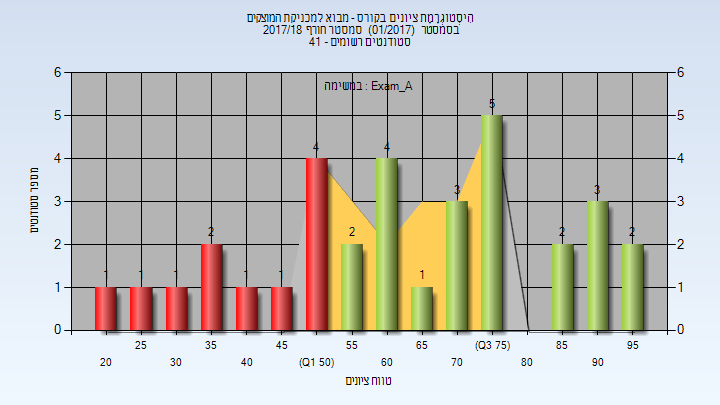 היסטוגרמת ציונים בקורס - מבוא למכניקת המוצקים
בסמסטר (01/2017) סמסטר חורף 2017/18
סטודנטים רשומים - 41
במשימה : Exam_A
מספר סטודנטים
6 6
5 5
4 4
3 3
2 2
1 1
0 0
1 1 1 2 1 1 4 2 4 1 3 5 2 3 2
25 35 45 55 65 (Q3 75) 85 95
20 30 40 (Q1 50) 60 70 80 90
טווח ציונים